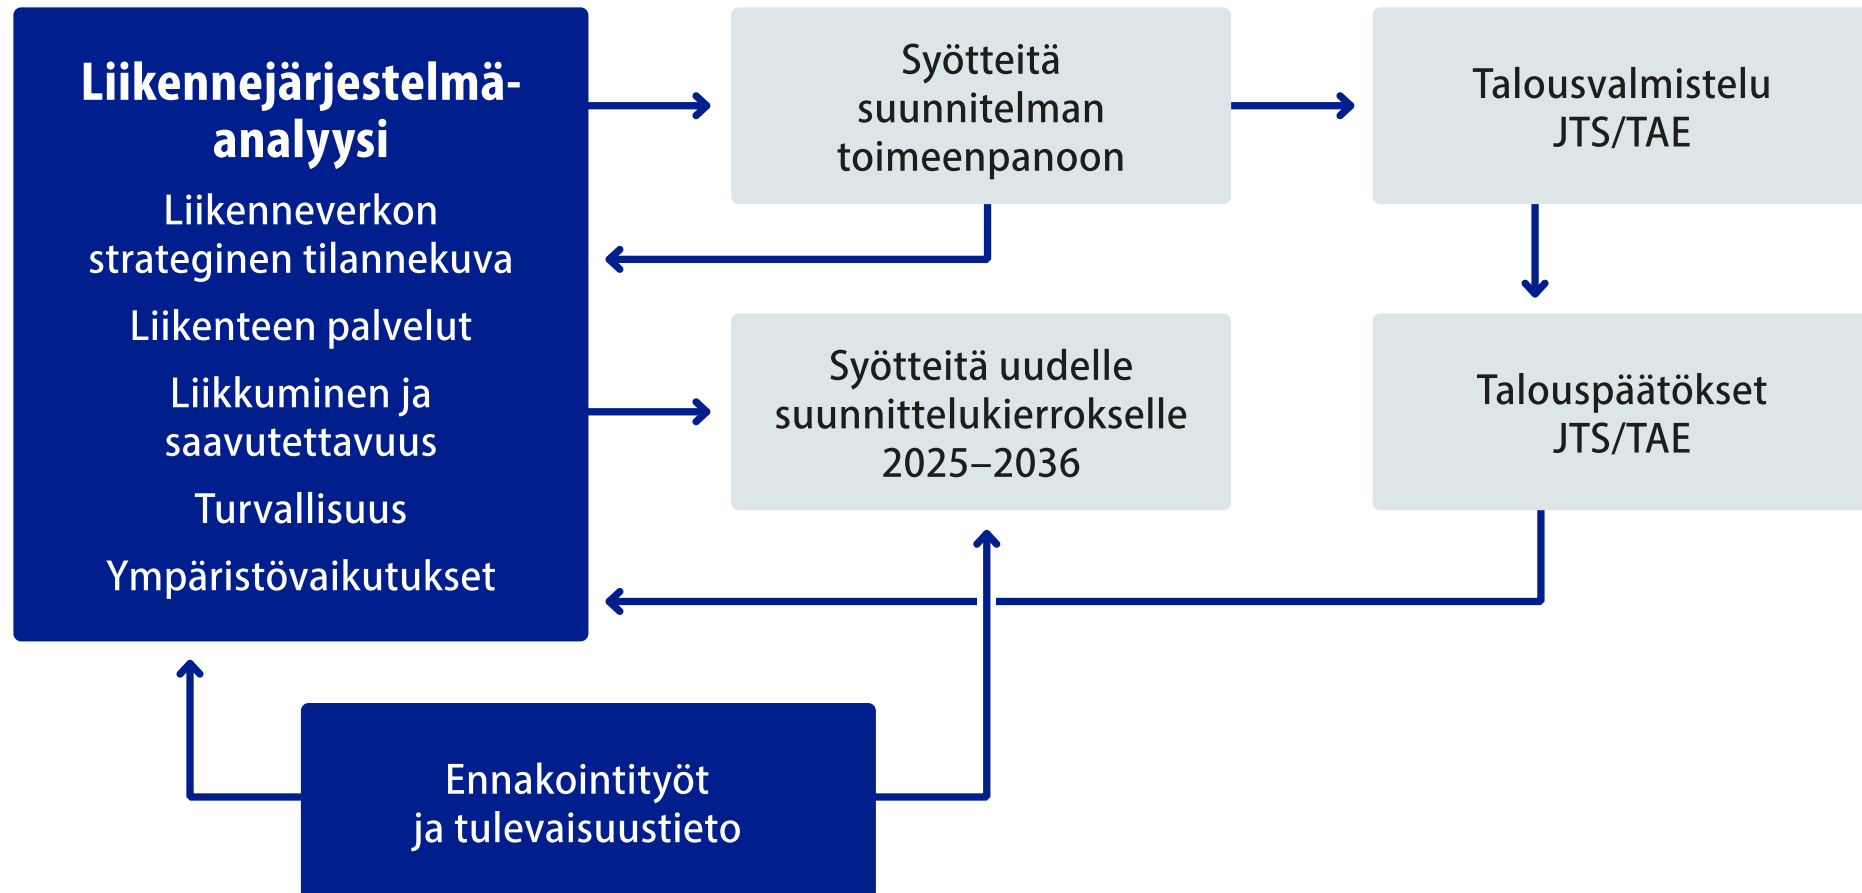 Liikennejärjestelmä-
analyysi
Liikenneverkon
strateginen tilannekuva
Liikenteen palvelut
Liikkuminen ja
saavutettavuus
Turvallisuus
Ympäristövaikutukset
Syötteitä
suunnitelman
toimeenpanoon
Talousvalmistelu
JTS/TAE
Syötteitä uudelle
suunnittelukierrokselle
2025–2036
Talouspäätökset
JTS/TAE
Ennakointityöt
ja tulevaisuustieto